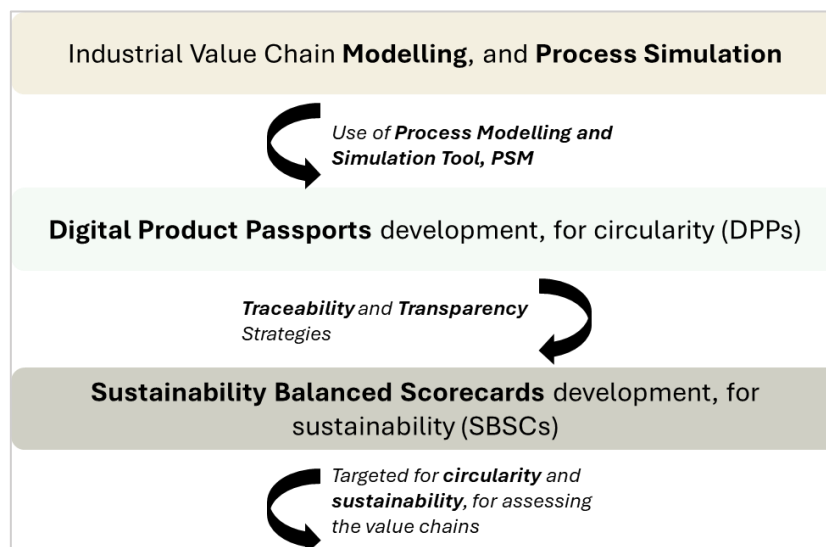 Industrial Value Chain Modelling, and Process Simulation
Use of Process Modelling and
Simulation Tool, PSM
Digital Product Passports development, for circularity (DPPs)
Traceability and Transparency
Strategies
Sustainability Balanced Scorecards development, for
sustainability (SBSCs)
Targeted for circularity and
sustainability, for assessing
the value chains